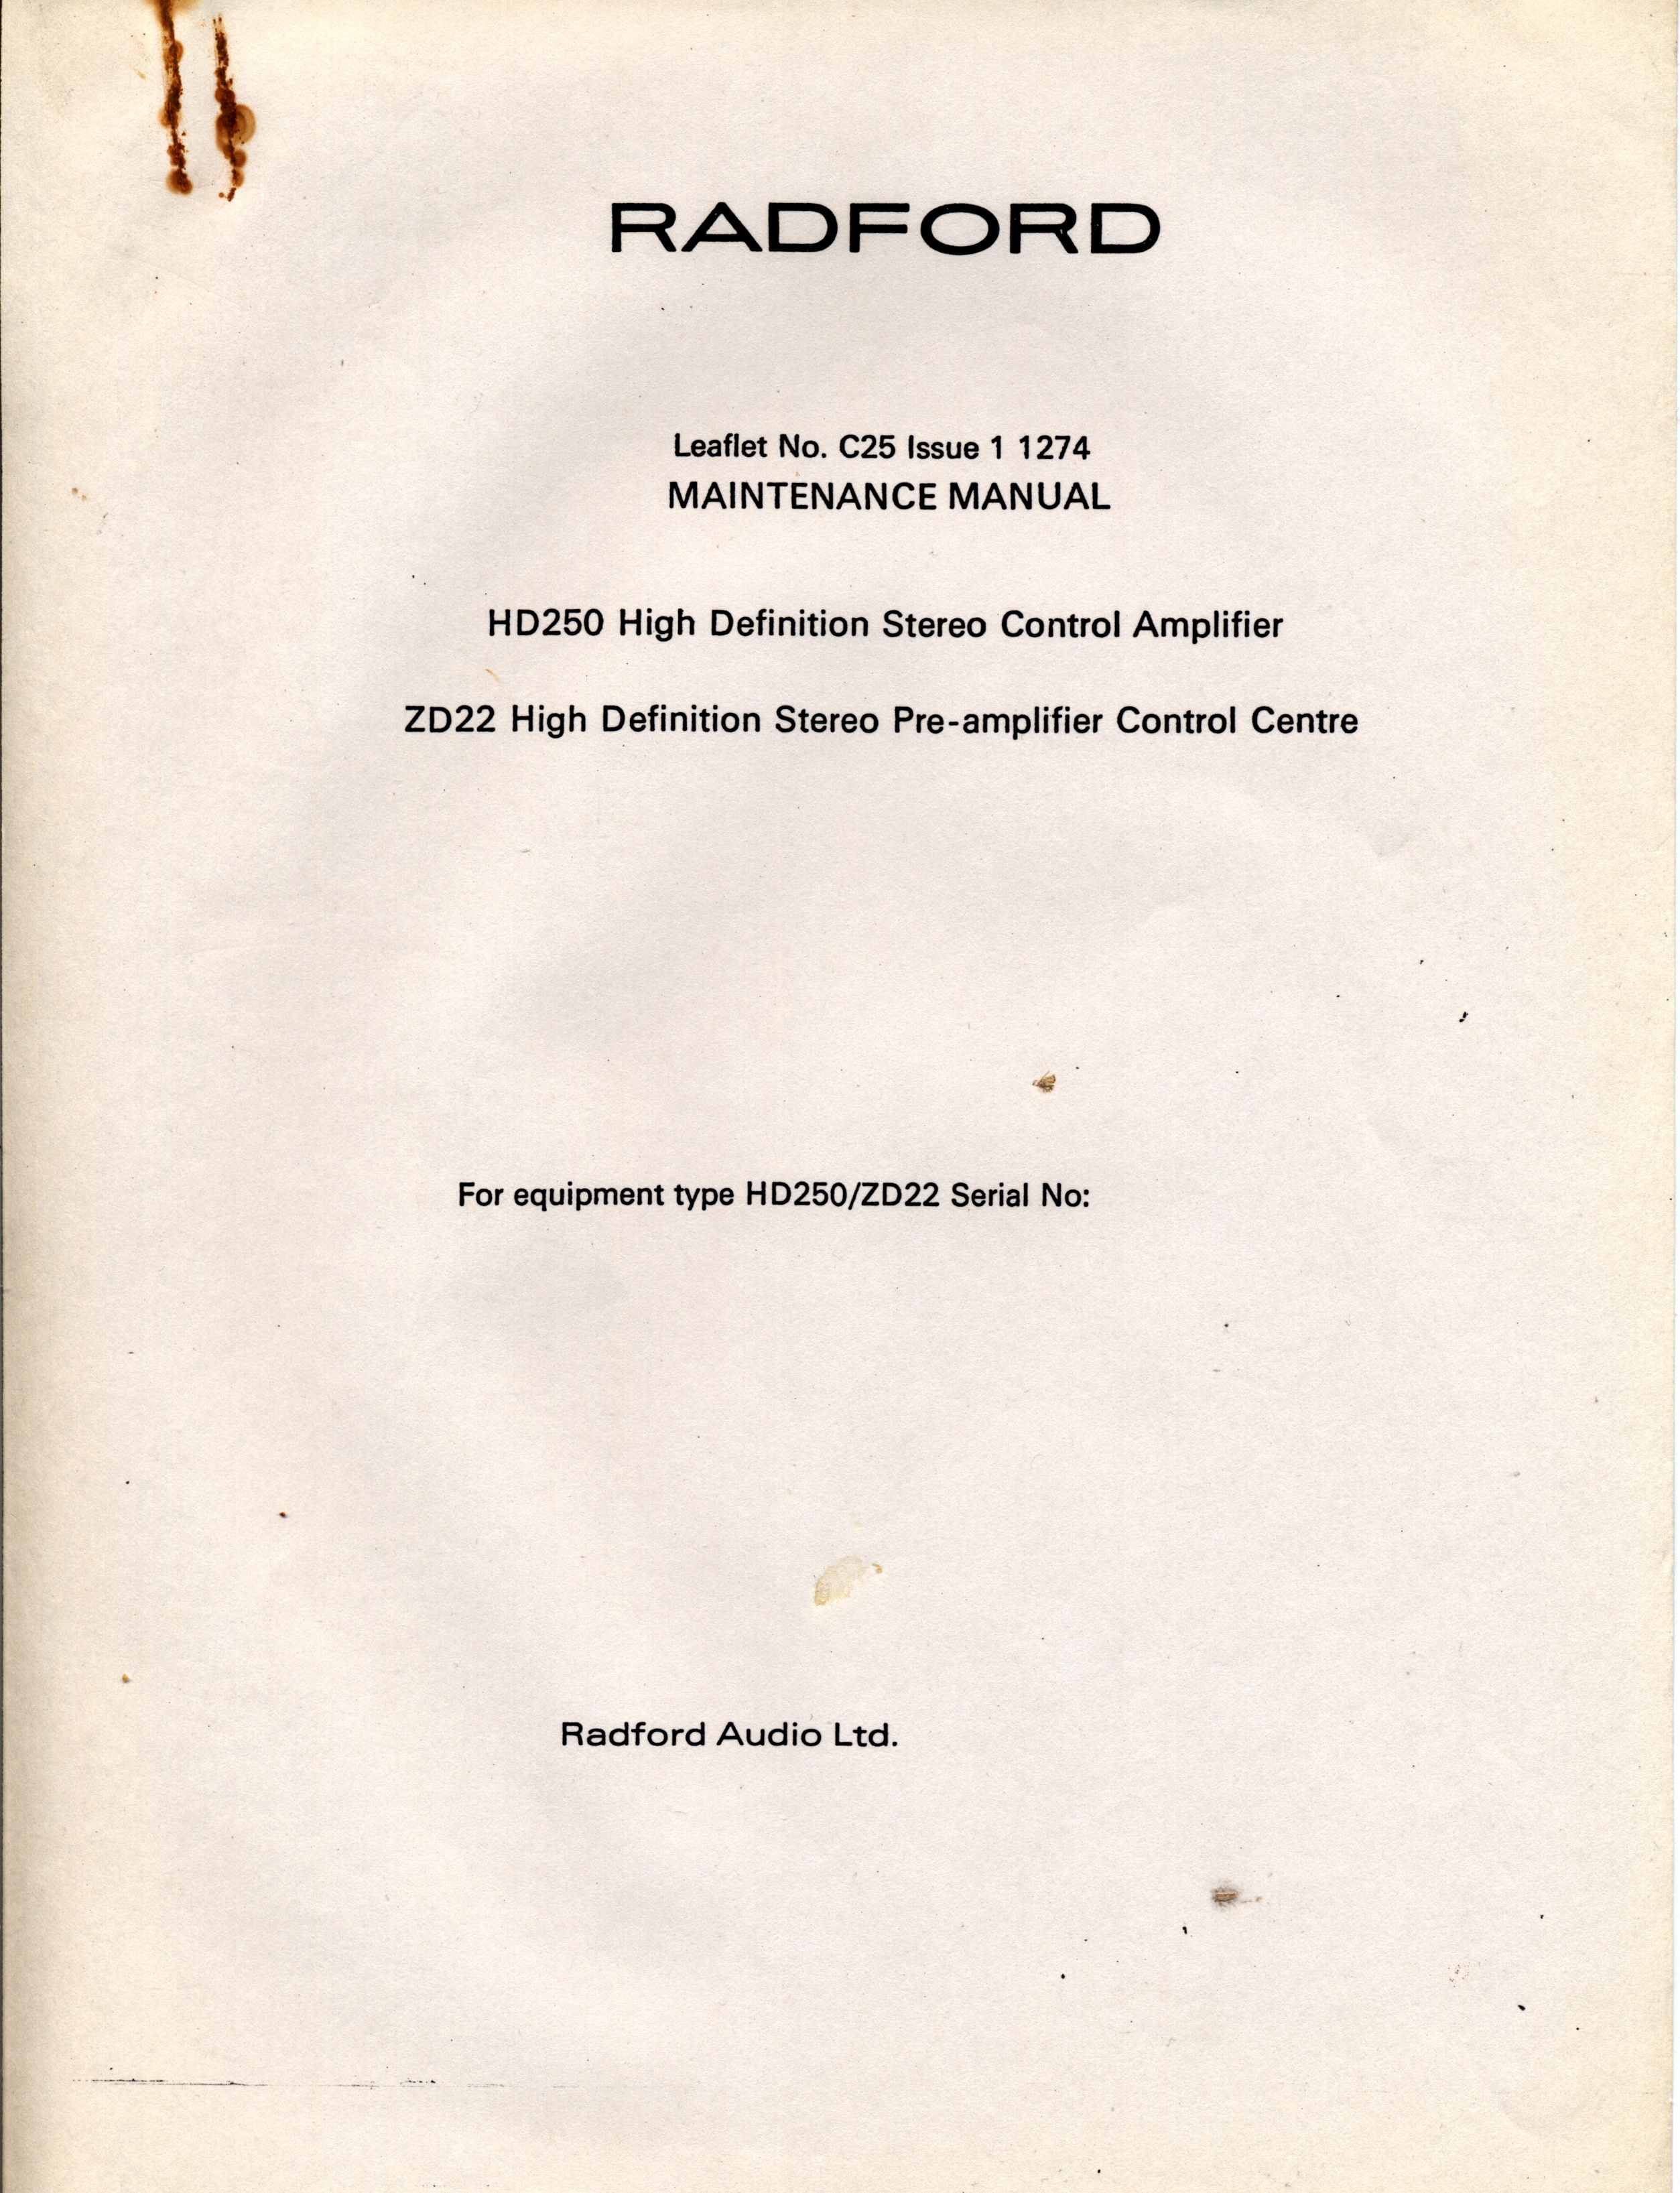 RADFORD
Leaflet No. C25 Issue 1 1274
MAINTENANCE MANUAL
HD250 High Definition Stereo Control Amplifier
ZD22 High Definition Stereo Pre-amplifier Control Centre
For equipment type HD250/ZD22 Serial No:
Radford Audio Ltd.